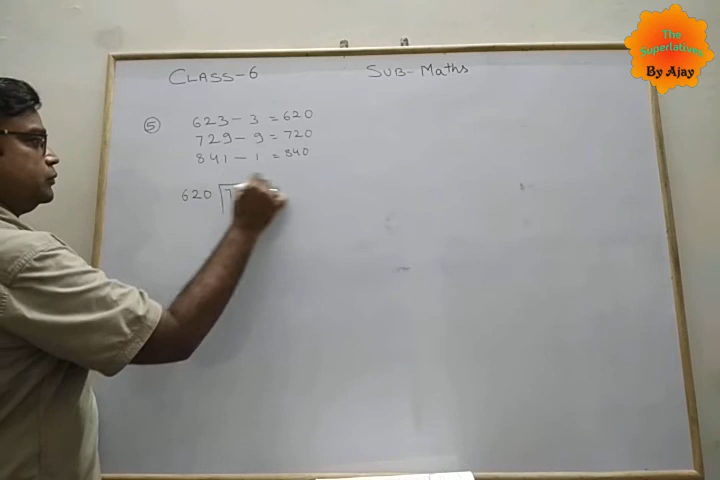 The
Superlatives
By Ajay
CLASS-6
SUB-Maths
5
623 - 3 = 620
729 - 9 = 720
841 - 1 = 840
620